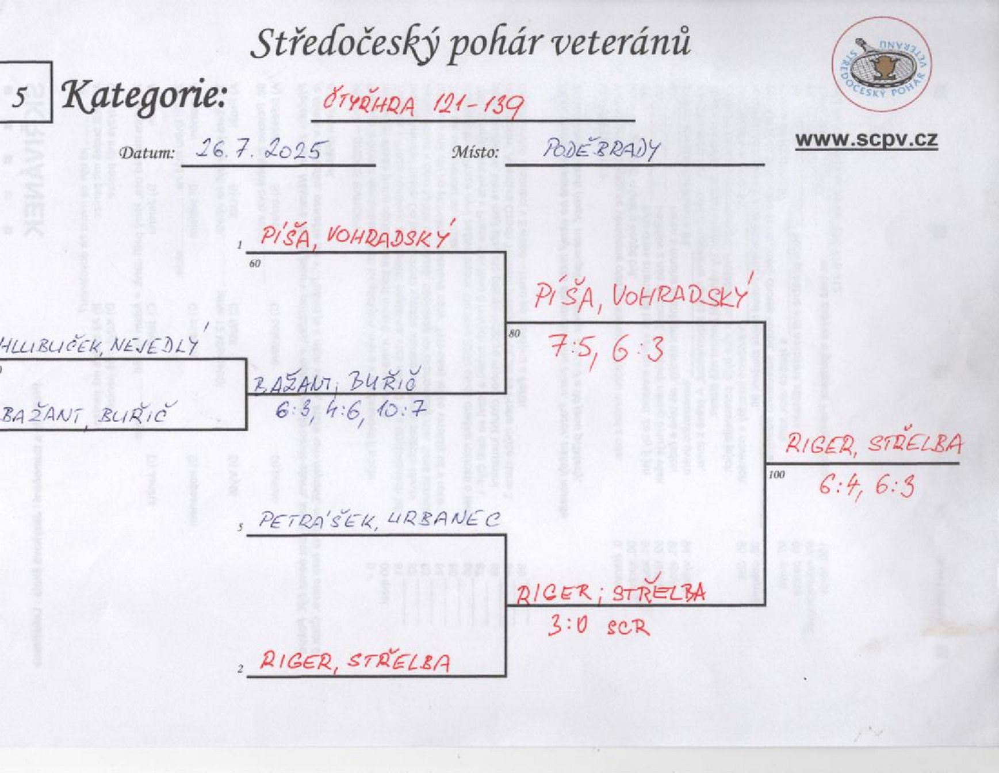 Středočeský pohár veteránů
STŘEDOČESKÝ POHÁR VETERÁNŮ
5
Kategorie: ČTYŘHRA 121-139
www.scpv.cz
Datum: 26.7.2025 Místo: PODĚBRADY
1 PÍŠA, VOHRADSKÝ
60
PÍŠA, VOHRADSKÝ
80
7:5, 6:3
HLUBUČEK, NEJEDLÝ
BAŽANT, BUŘIČ
6:3, 4:6, 10:7
BAŽANT, BUŘIČ
RIGER, STŘELBA
100
6:4, 6:3
5 PETRÁŠEK, URBANEC
RIGER, STŘELBA
3:0 SCR
2 RIGER, STŘELBA